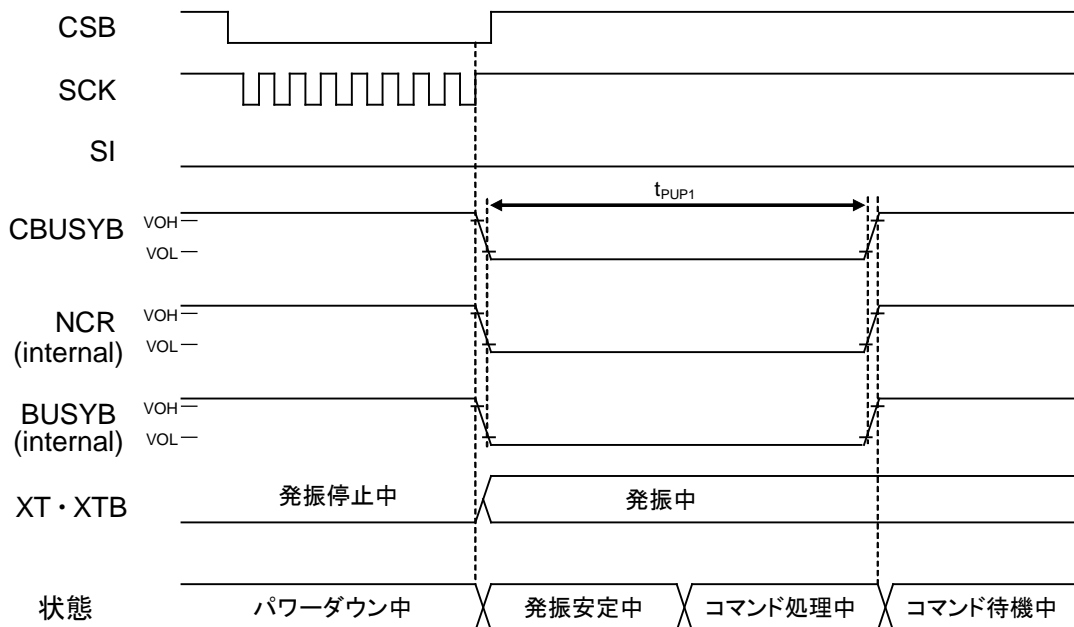 CSB
SCK
SI
tPUP1
CBUSYB
VOH
VOL
NCR
(internal)
VOH
VOL
BUSYB
(internal)
VOH
VOL
XT・XTB
発振停止中
発振中
状態
パワーダウン中
発振安定中
コマンド処理中
コマンド待機中